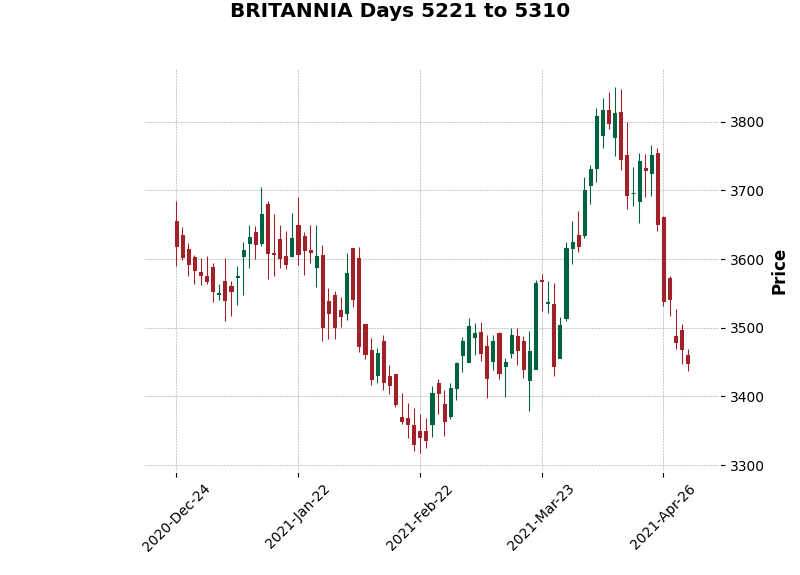 BRITANNIA Days 5221 to 5310
3800
3700
3600
3500
3400
3300
Price
2020-Dec-24
2021-Jan-22
2021-Feb-22
2021-Mar-23
2021-Apr-26